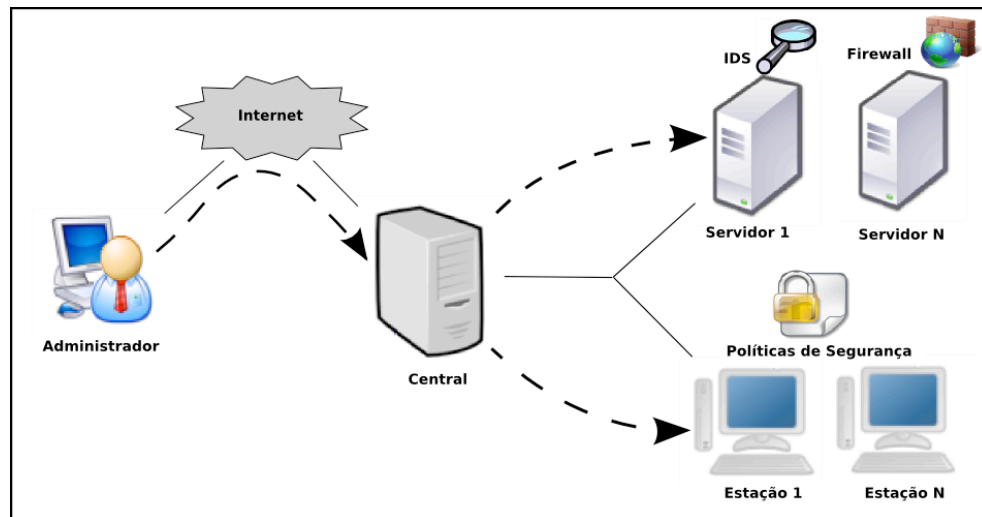 IDS
Firewall
Internet
Servidor 1
Servidor N
Administrador
Central
Políticas de Segurança
Estação 1
Estação N